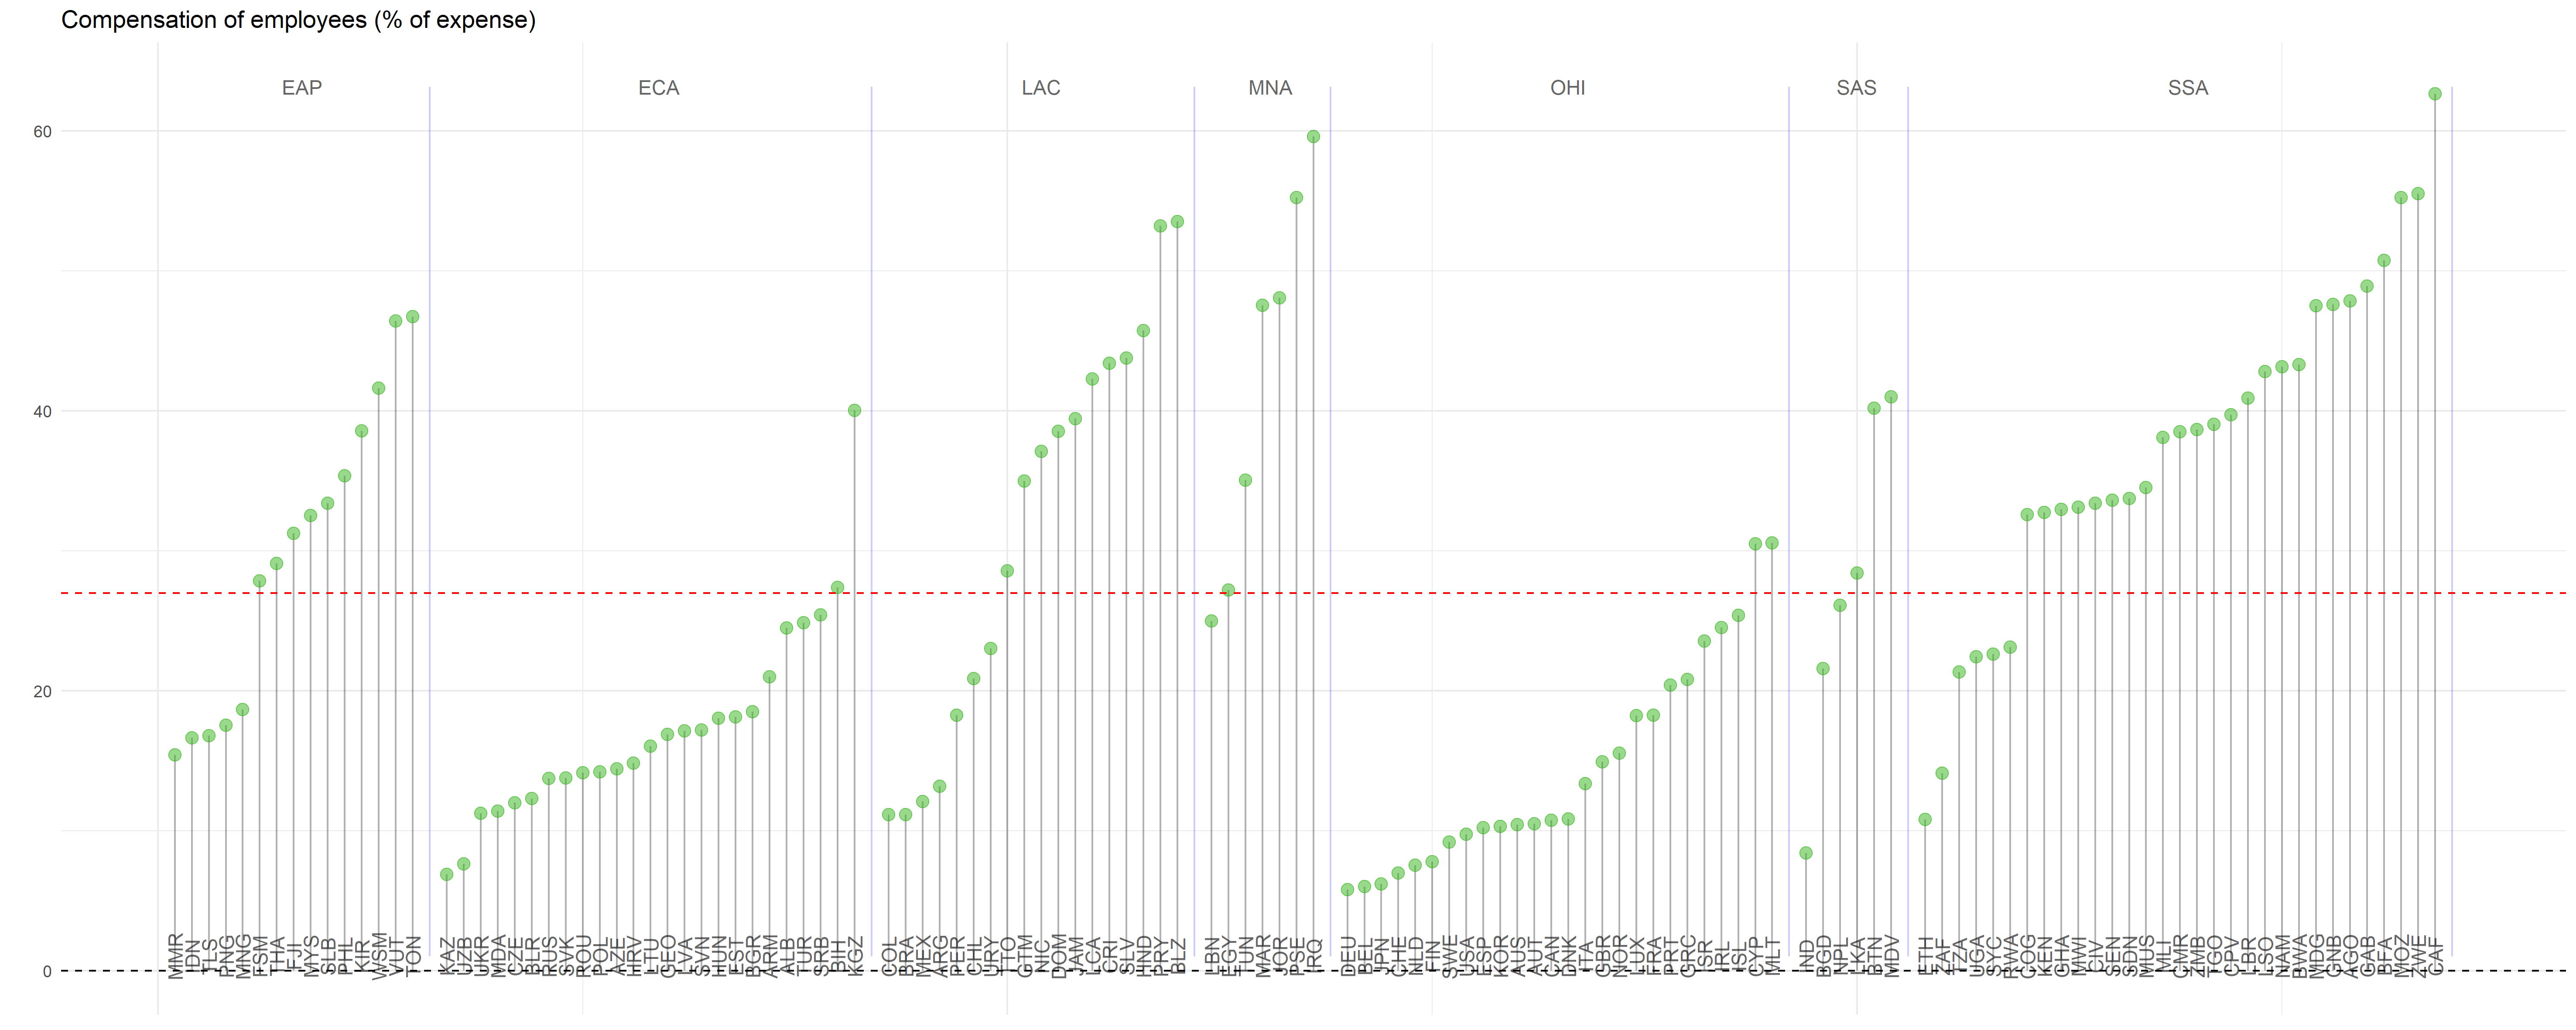 Compensation of employees (% of expense)
EAP ECA LAC MNA OHI SAS SSA
60
40
20
0
MMR IDN TLS PNG MNG FSM THA FJI MYS SLB PHL KIR WSM VUT TON KAZ UZB UKR MDA CZE BLR RUS SVK ROU POL AZE HRV LTU GEO LVA SVN HUN EST BGR ARM ALB TUR SRB BIH KGZ COL BRA MEX ARG PER CHL URY TTO GTM NIC DOM JAM LCA CRI SLV HND PRY BLZ LBN EGY TUN MAR JOR PSE IRQ DEU BEL JPN CHE NLD FIN SWE USA ESP KOR AUS AUT CAN DNK ITA GBR NOR LUX FRA PRT GRC ISR IRL ISL CYP MLT IND BGD NPL LKA BTN MDV ETH ZAF TZA UGA SYC RWA COG KEN GHA MWI CIV SEN SDN MUS MLI CMR ZMB TGO CPV LBR LSO NAM BWA MDG GNB AGO GAB BFA MOZ ZWE CAF